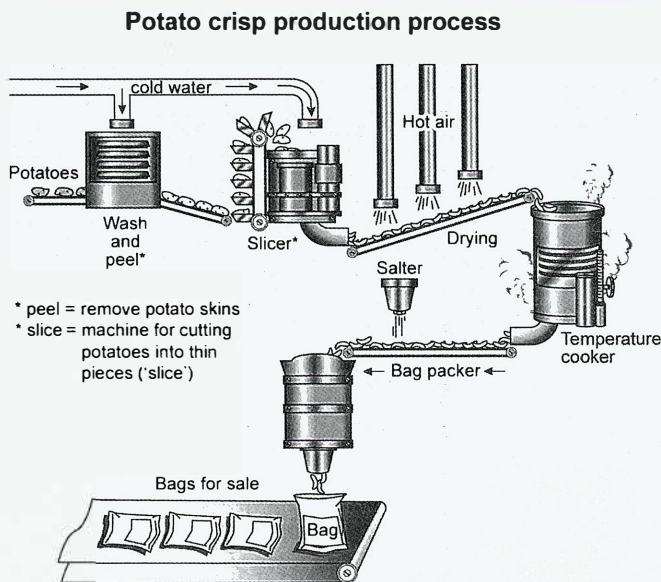 Potato crisp production process
cold water
Hot air
Potatoes
Wash
and
peel*
Slicer*
Drying
Salter
* peel = remove potato skins
* slice = machine for cutting
potatoes into thin
pieces ('slice')
Temperature
cooker
Bag packer
Bags for sale
Bag